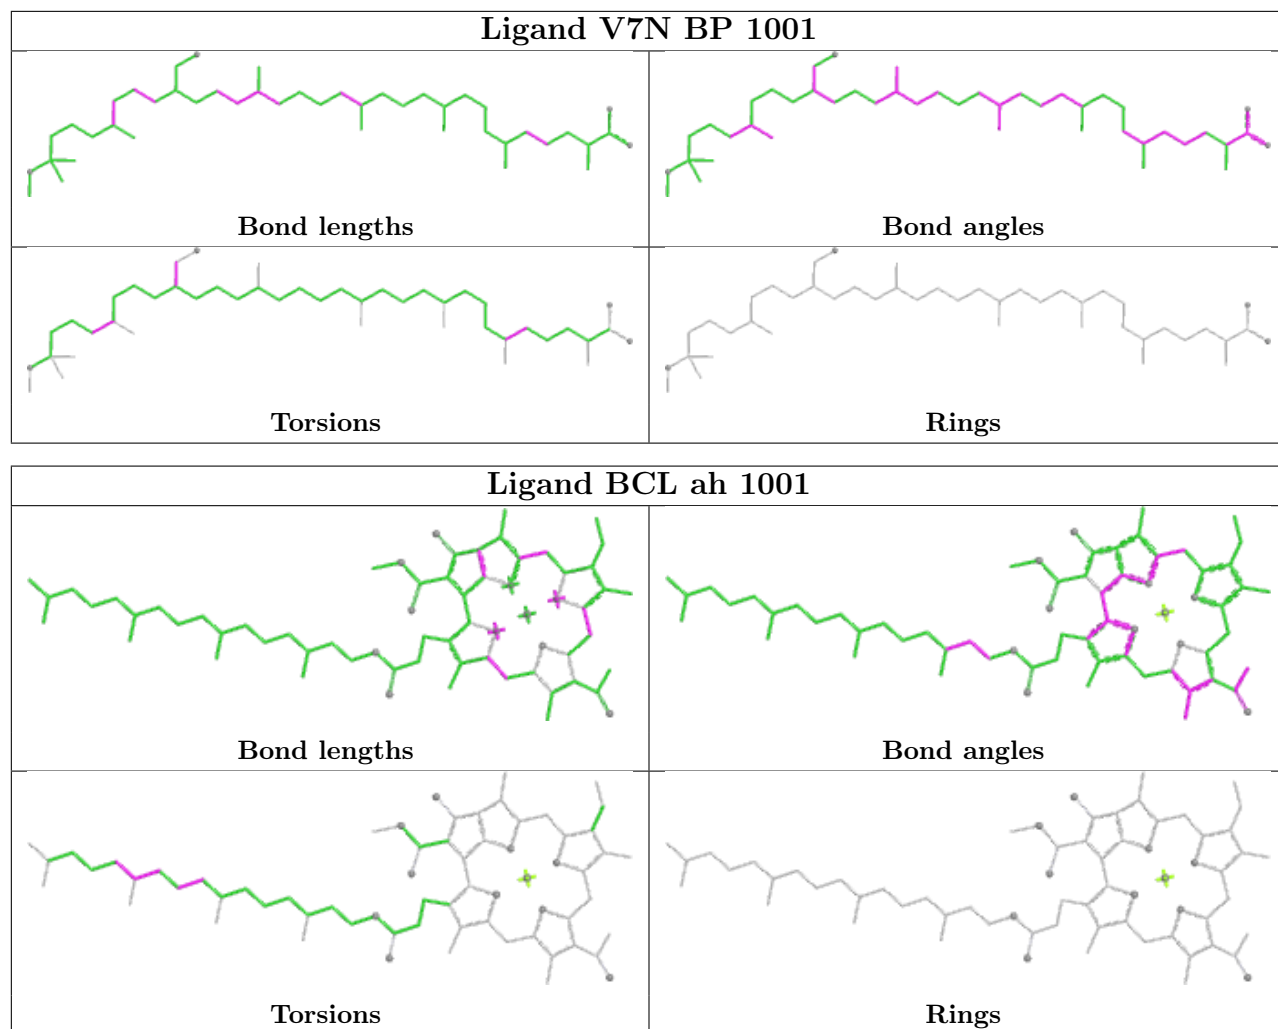 Ligand V7N BP 1001
Bond lengths
Bond angles
Torsions
Rings
Ligand BCL ah 1001
Bond lengths
Bond angles
Torsions
Rings